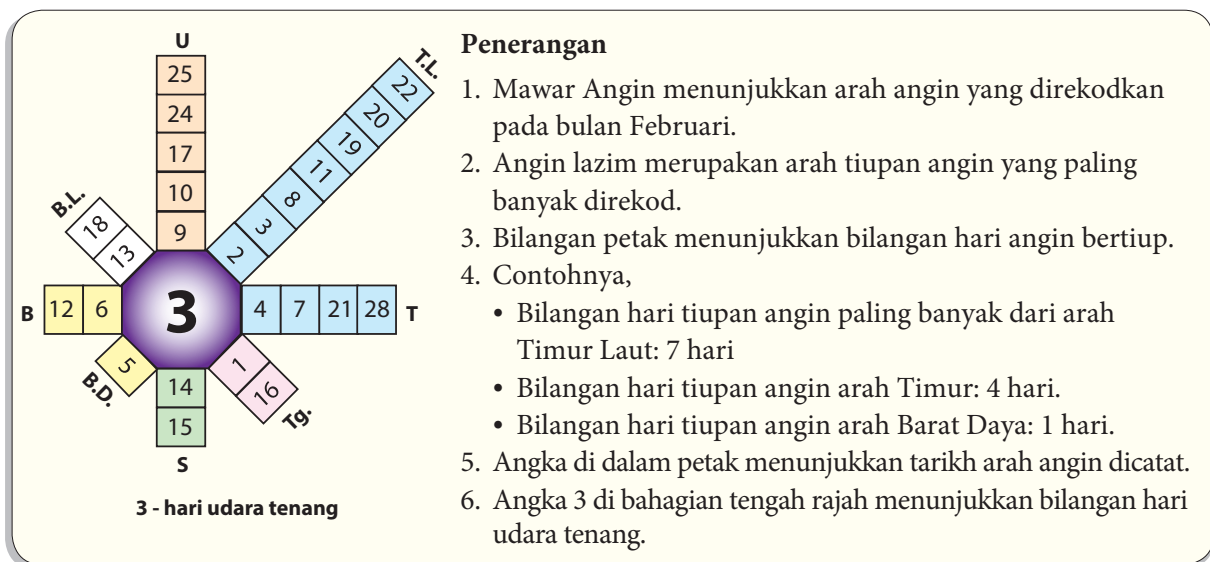 U
25
24
17
10
9
T.L.
22
20
19
11
8
3
2
B.L.
18
13
B 12 6
3
4 7 21 28 T
5
B.D.
14
15
S
1
16
Tg.
3 - hari udara tenang
Penerangan
1. Mawar Angin menunjukkan arah angin yang direkodkan
pada bulan Februari.
2. Angin lazim merupakan arah tiupan angin yang paling
banyak direkod.
3. Bilangan petak menunjukkan bilangan hari angin bertiup.
4. Contohnya,
• Bilangan hari tiupan angin paling banyak dari arah
Timur Laut: 7 hari
• Bilangan hari tiupan angin arah Timur: 4 hari.
• Bilangan hari tiupan angin arah Barat Daya: 1 hari.
5. Angka di dalam petak menunjukkan tarikh arah angin dicatat.
6. Angka 3 di bahagian tengah rajah menunjukkan bilangan hari
udara tenang.